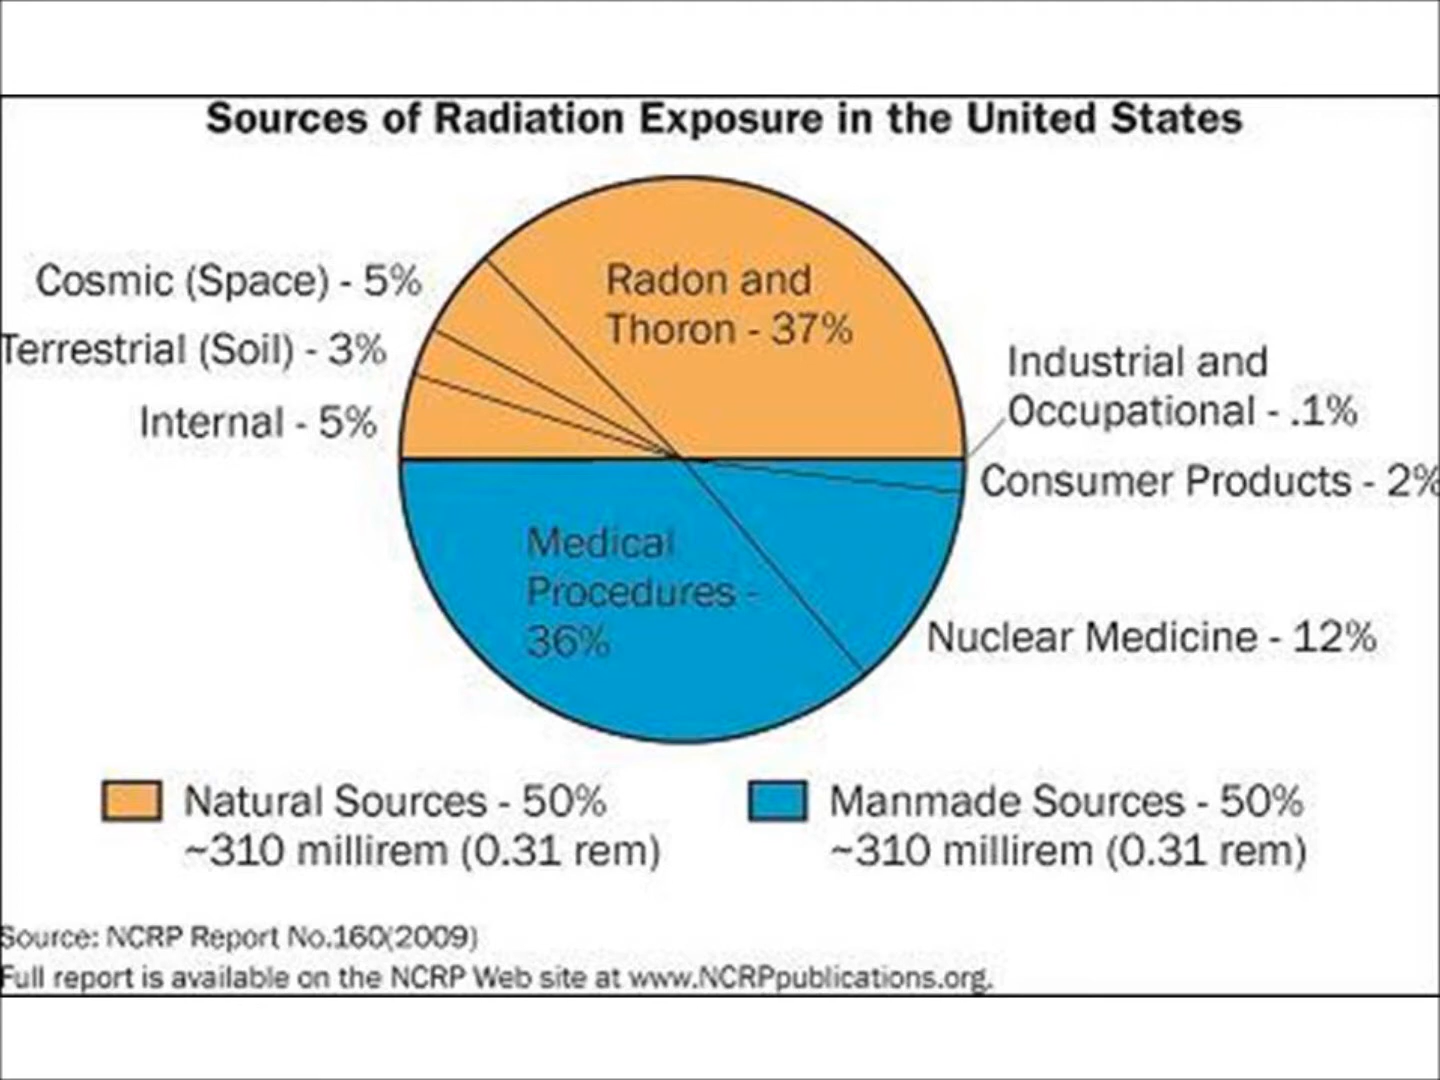 Sources of Radiation Exposure in the United States
Cosmic (Space) - 5%
Terrestrial (Soil) - 3%
Internal - 5%
Radon and
Thoron - 37%
Industrial and
Occupational - .1%
Consumer Products - 2%
Medical
Procedures -
36%
Nuclear Medicine - 12%
Natural Sources - 50%
~310 millirem (0.31 rem)
Manmade Sources - 50%
~310 millirem (0.31 rem)
Source: NCRP Report No.160(2009)
Full report is available on the NCRP Web site at www.NCRPpublications.org.